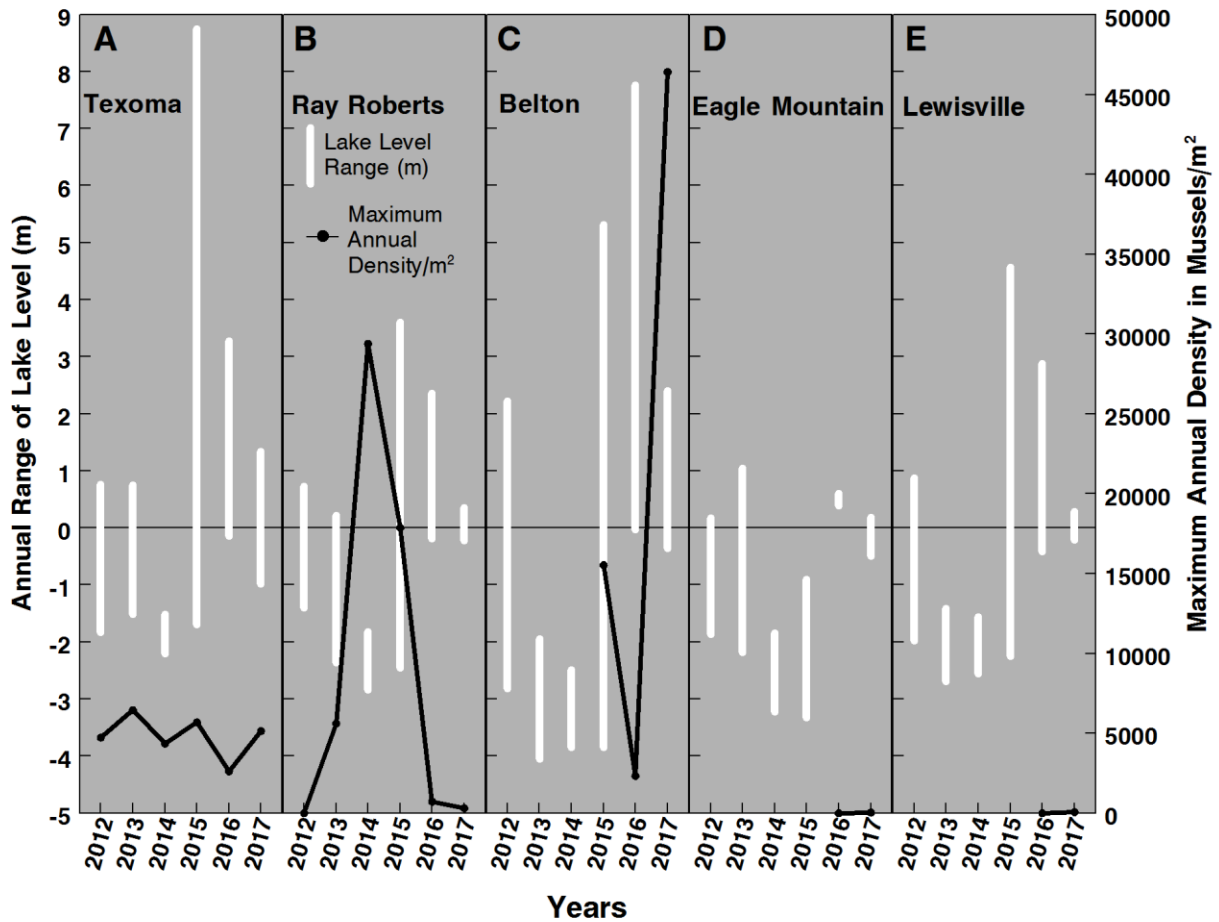 A
B
C
D
E
Texoma
Ray Roberts
Belton
Eagle Mountain
Lewisville
Lake Level
Range (m)
Maximum
Annual
Density/m²
Annual Range of Lake Level (m)
9
8
7
6
5
4
3
2
1
0
-1
-2
-3
-4
-5
Maximum Annual Density in Mussels/m²
50000
45000
40000
35000
30000
25000
20000
15000
10000
5000
0
2012 2013 2014 2015 2016 2017
2012 2013 2014 2015 2016 2017
2012 2013 2014 2015 2016 2017
2012 2013 2014 2015 2016 2017
2012 2013 2014 2015 2016 2017
Years